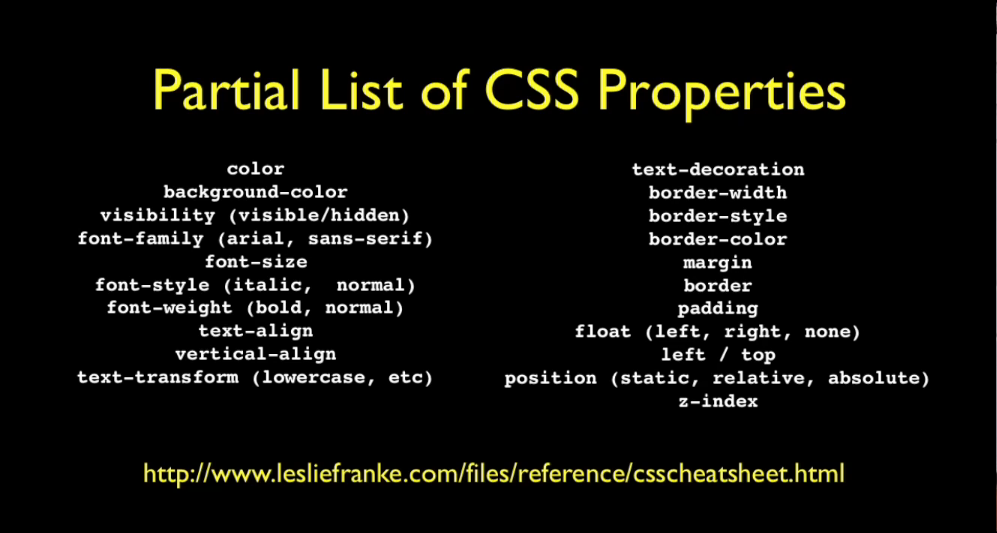 Partial List of CSS Properties
color
background-color
visibility (visible/hidden)
font-family (arial, sans-serif)
font-size
font-style (italic,  normal)
font-weight (bold, normal)
text-align
vertical-align
text-transform (lowercase, etc)
text-decoration
border-width
border-style
border-color
margin
border
padding
float (left, right, none)
left / top
position (static, relative, absolute)
z-index
http://www.lesliefranke.com/files/reference/csscheatsheet.html